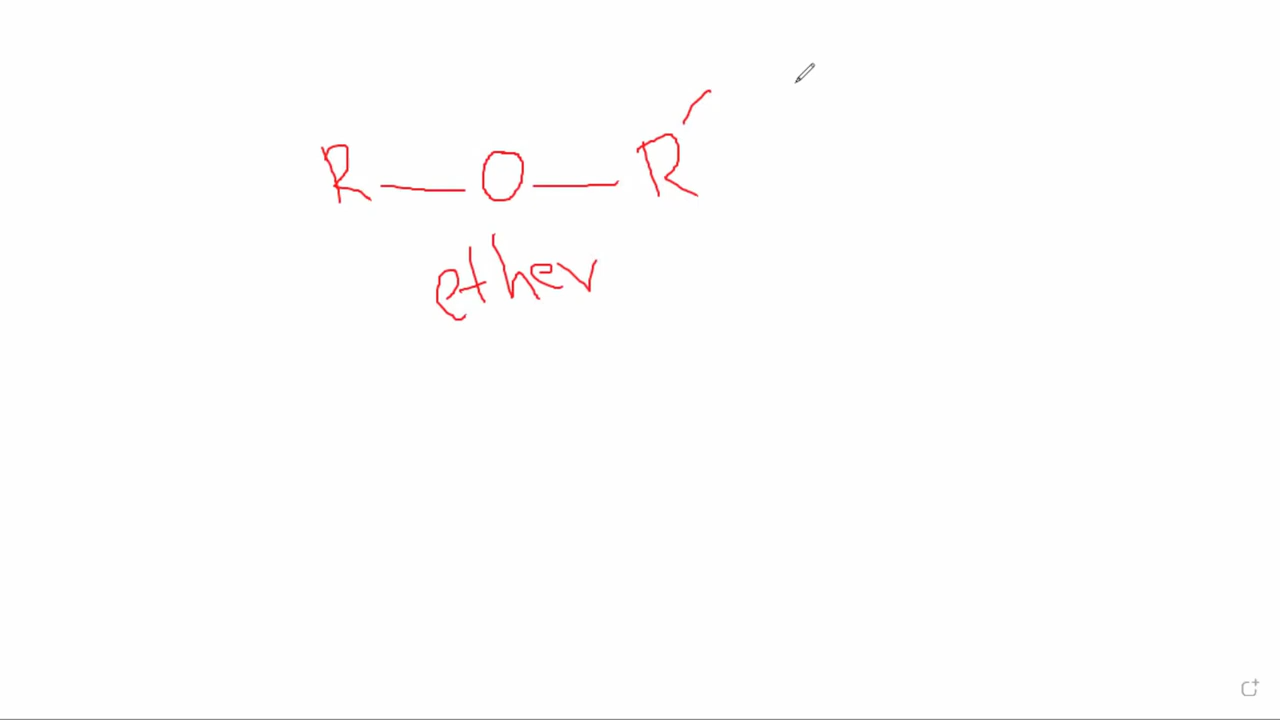 R — O — R′
ether